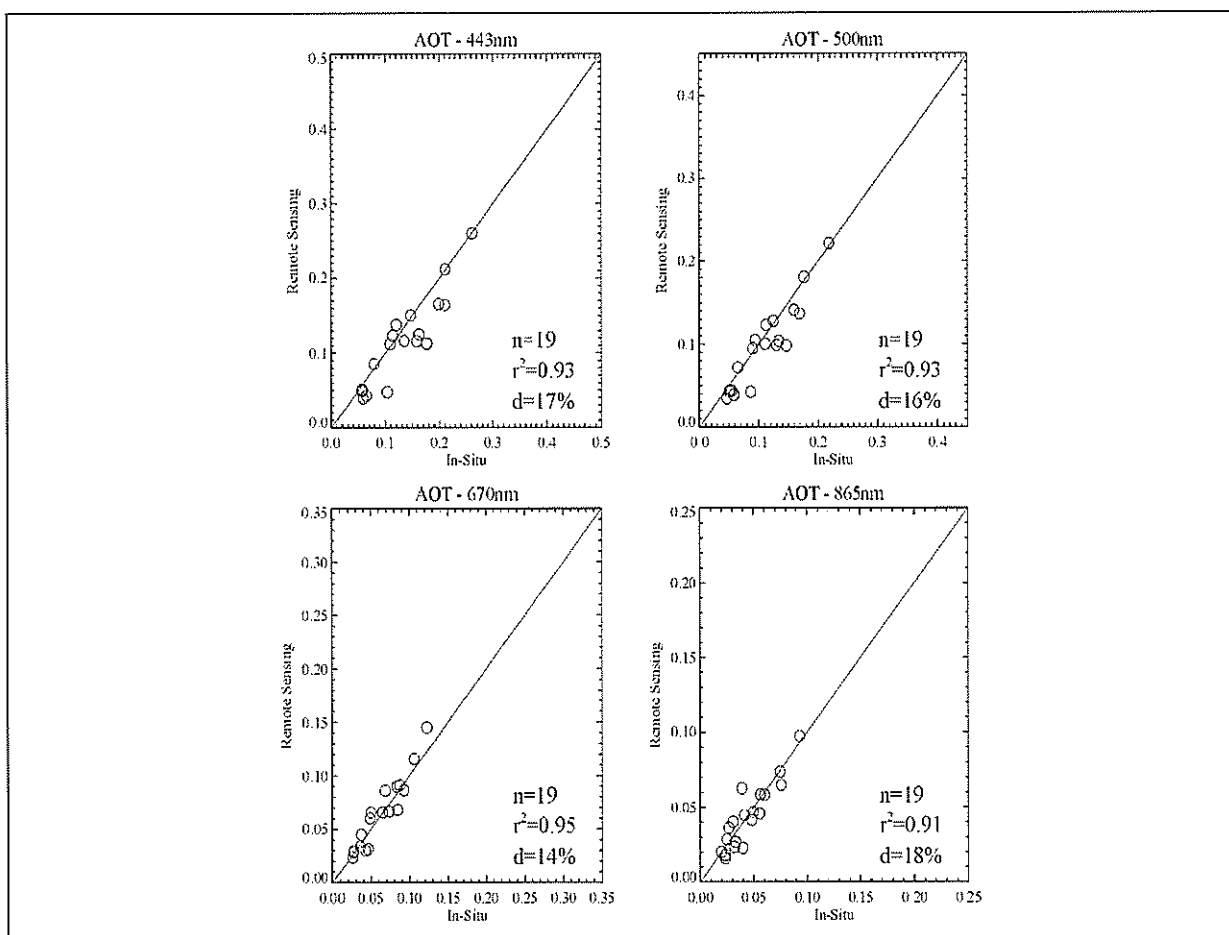 AOT - 443nm
0.5
0.4
0.3
0.2
0.1
0.0
Remote Sensing
n=19
r²=0.93
d=17%
0.0 0.1 0.2 0.3 0.4 0.5
In-Situ
AOT - 500nm
0.4
0.3
0.2
0.1
0.0
Remote Sensing
n=19
r²=0.93
d=16%
0.0 0.1 0.2 0.3 0.4
In-Situ
AOT - 670nm
0.35
0.30
0.25
0.20
0.15
0.10
0.05
0.00
Remote Sensing
n=19
r²=0.95
d=14%
0.00 0.05 0.10 0.15 0.20 0.25 0.30 0.35
In-Situ
AOT - 865nm
0.25
0.20
0.15
0.10
0.05
0.00
Remote Sensing
n=19
r²=0.91
d=18%
0.00 0.05 0.10 0.15 0.20 0.25
In-Situ